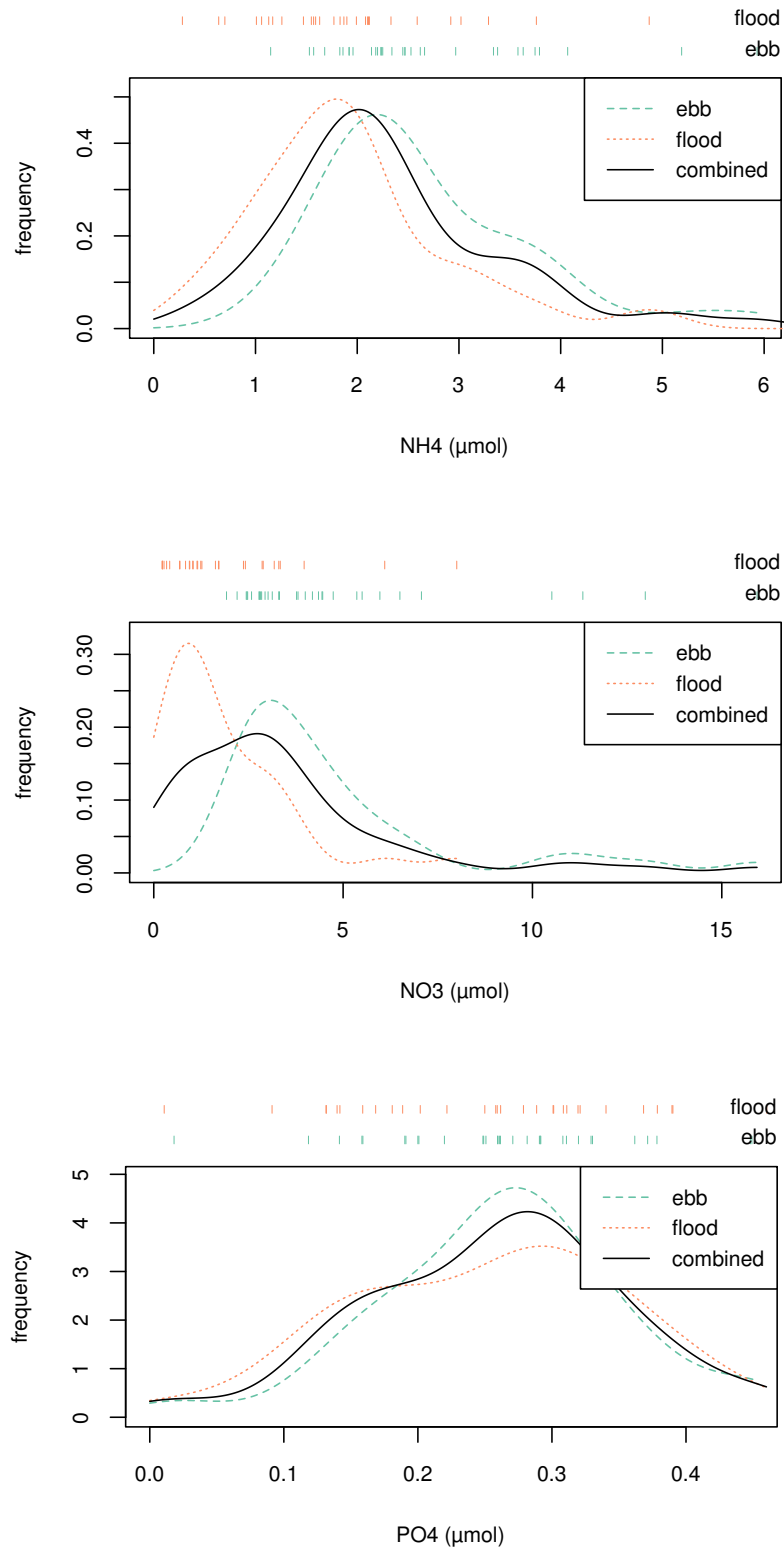 flood
ebb
ebb
flood
combined
frequency
0.0 0.2 0.4
0 1 2 3 4 5 6
NH4 (µmol)
flood
ebb
ebb
flood
combined
frequency
0.00 0.10 0.20 0.30
0 5 10 15
NO3 (µmol)
flood
ebb
ebb
flood
combined
frequency
0 1 2 3 4 5
0.0 0.1 0.2 0.3 0.4
PO4 (µmol)